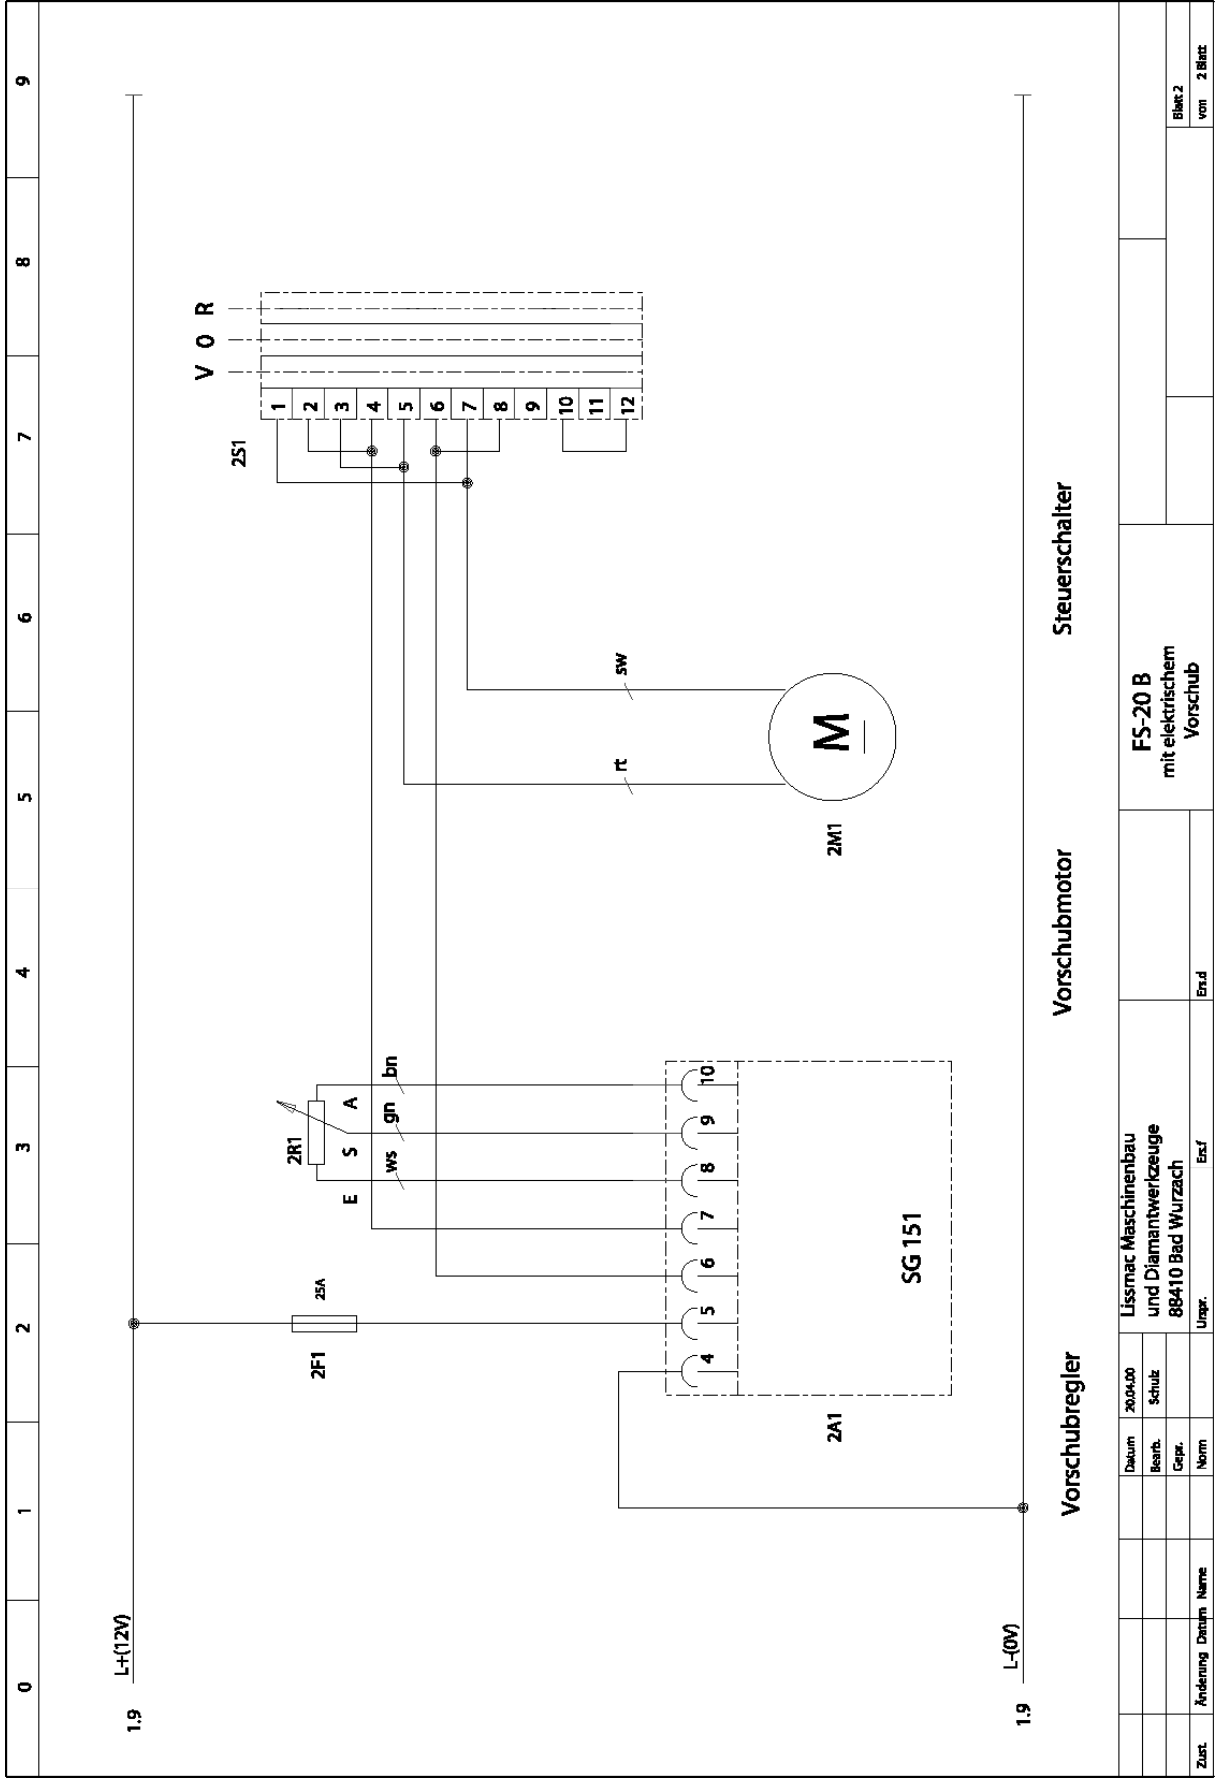 0 1 2 3 4 5 6 7 8 9
1.9 L+(12V)
V O R
2S1
1 2 3 4 5 6 7 8 9 10 11 12
2F1 25A
2R1
E S A
ws gn bn
rt sw
4 5 6 7 8 9 10
2A1
SG 151
2M1
M
1.9 L-(0V)
Vorschubregler Vorschubmotor Steuerschalter
Datum 20.04.00
Bearb. Schulz
Gepr.
Norm
Zust. Änderung Datum Name
Lissmac Maschinenbau
und Diamantwerkzeuge
88410 Bad Wurzach
Urspr. Ers.f Ers.d
FS-20 B
mit elektrischem
Vorschub
Blatt 2
von 2 Blatt